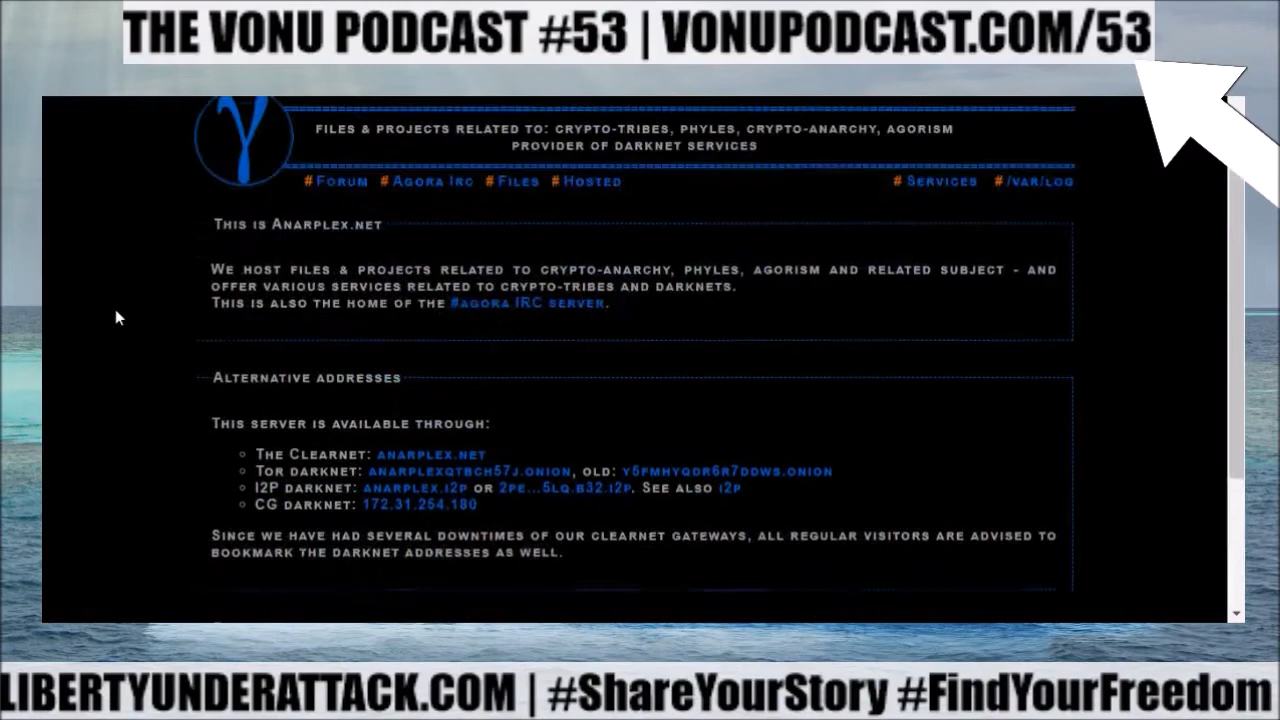 THE VONU PODCAST #53 | VONUPODCAST.COM/53
γ
FILES & PROJECTS RELATED TO: CRYPTO-TRIBES, PHYLES, CRYPTO-ANARCHY, AGORISM
PROVIDER OF DARKNET SERVICES
#FORUM #AGORA IRC #FILES #HOSTED
# SERVICES # /VAR/LOG
THIS IS ANARPLEX.NET
WE HOST FILES & PROJECTS RELATED TO CRYPTO-ANARCHY, PHYLES, AGORISM AND RELATED SUBJECT - AND
OFFER VARIOUS SERVICES RELATED TO CRYPTO-TRIBES AND DARKNETS.
THIS IS ALSO THE HOME OF THE #AGORA IRC SERVER.
ALTERNATIVE ADDRESSES
THIS SERVER IS AVAILABLE THROUGH:
THE CLEARNET: ANARPLEX.NET
TOR DARKNET: ANARPLEXQTBCH57J.ONION, OLD: Y5FMHYQDR6R7DDWS.ONION
I2P DARKNET: ANARPLEX.I2P OR 2PE...5LQ.B32.I2P. SEE ALSO I2P
CG DARKNET: 172.31.254.180
SINCE WE HAVE HAD SEVERAL DOWNTIMES OF OUR CLEARNET GATEWAYS, ALL REGULAR VISITORS ARE ADVISED TO
BOOKMARK THE DARKNET ADDRESSES AS WELL.
LIBERTYUNDERATTACK.COM | #ShareYourStory #FindYourFreedom